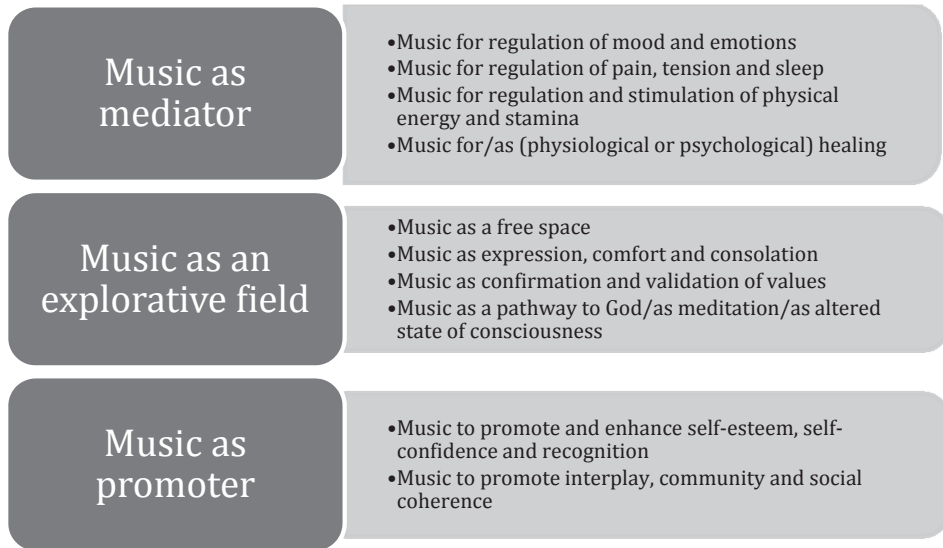 Music as
mediator
•Music for regulation of mood and emotions
•Music for regulation of pain, tension and sleep
•Music for regulation and stimulation of physical
energy and stamina
•Music for/as (physiological or psychological) healing
Music as an
explorative field
•Music as a free space
•Music as expression, comfort and consolation
•Music as confirmation and validation of values
•Music as a pathway to God/as meditation/as altered
state of consciousness
Music as
promoter
•Music to promote and enhance self-esteem, self-
confidence and recognition
•Music to promote interplay, community and social
coherence